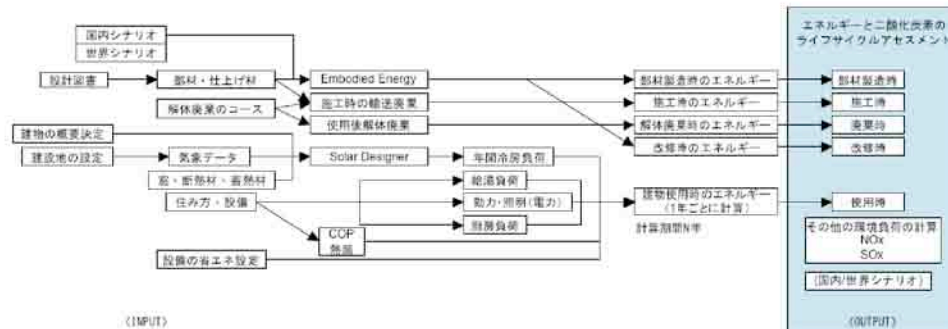 国内シナリオ
世界シナリオ
設計図書
部材・仕上げ材
Embodied Energy
部材製造時のエネルギー
部材製造時
解体廃棄のコース
施工時の輸送廃棄
施工時のエネルギー
施工時
使用後解体廃棄
解体廃棄時のエネルギー
廃棄時
改修時のエネルギー
改修時
建物の概要決定
建設地の設定
気象データ
Solar Designer
年間冷房負荷
窓・断熱材・蓄熱材
給湯負荷
住み方・設備
動力・照明(電力)
厨房負荷
建物使用時のエネルギー
(1年ごとに計算)
計算期間N年
使用時
COP
熱源
設備の省エネ設定
エネルギーと二酸化炭素の
ライフサイクルアセスメント
その他の環境負荷の計算
NOx
SOx
(国内/世界シナリオ)
(INPUT)
(OUTPUT)